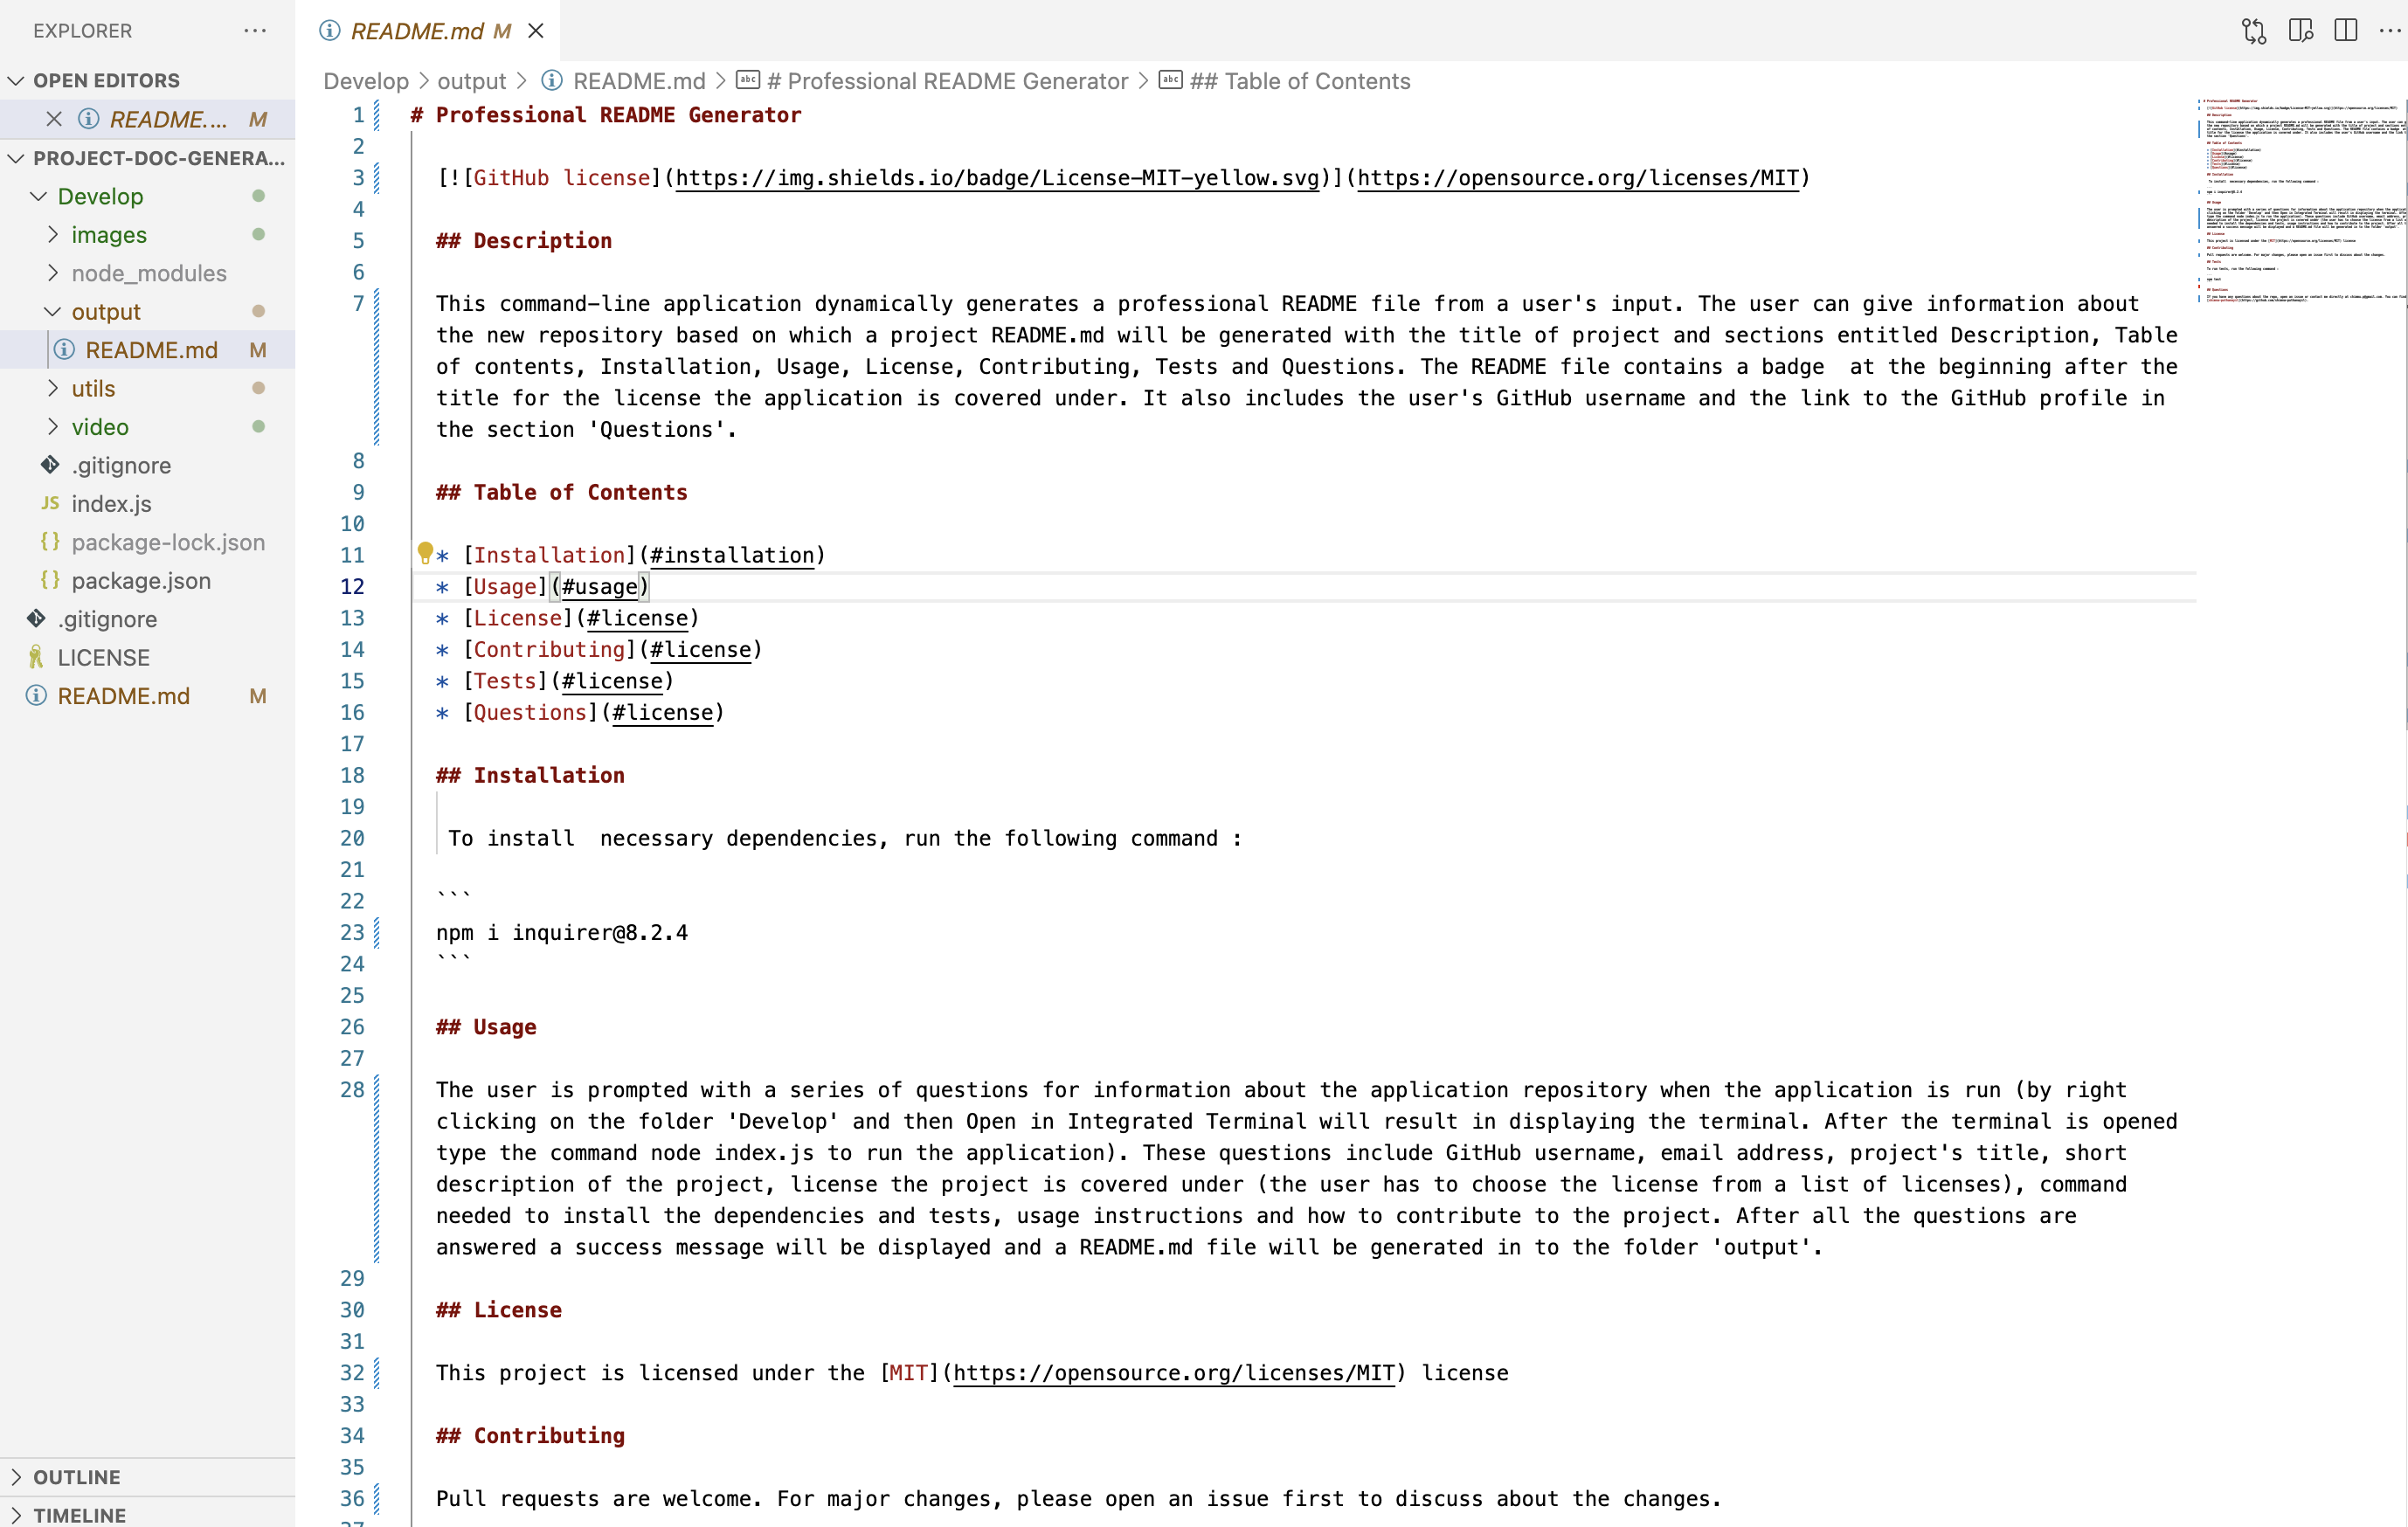 EXPLORER
OPEN EDITORS
README.... M
PROJECT-DOC-GENERA...
Develop
images
node_modules
output
README.md M
utils
video
.gitignore
JS index.js
{} package-lock.json
{} package.json
.gitignore
LICENSE
README.md M
OUTLINE
TIMELINE
README.md M
Develop > output > README.md > # Professional README Generator > ## Table of Contents
1 # Professional README Generator
2
3 [![GitHub license](https://img.shields.io/badge/License-MIT-yellow.svg)](https://opensource.org/licenses/MIT)
4
5 ## Description
6
7 This command-line application dynamically generates a professional README file from a user's input. The user can give information about
the new repository based on which a project README.md will be generated with the title of project and sections entitled Description, Table
of contents, Installation, Usage, License, Contributing, Tests and Questions. The README file contains a badge  at the beginning after the
title for the license the application is covered under. It also includes the user's GitHub username and the link to the GitHub profile in
the section 'Questions'.
8
9 ## Table of Contents
10
11 * [Installation](#installation)
12 * [Usage](#usage)
13 * [License](#license)
14 * [Contributing](#license)
15 * [Tests](#license)
16 * [Questions](#license)
17
18 ## Installation
19
20 To install  necessary dependencies, run the following command :
21
22 ```
23 npm i inquirer@8.2.4
24 ```
25
26 ## Usage
27
28 The user is prompted with a series of questions for information about the application repository when the application is run (by right
clicking on the folder 'Develop' and then Open in Integrated Terminal will result in displaying the terminal. After the terminal is opened
type the command node index.js to run the application). These questions include GitHub username, email address, project's title, short
description of the project, license the project is covered under (the user has to choose the license from a list of licenses), command
needed to install the dependencies and tests, usage instructions and how to contribute to the project. After all the questions are
answered a success message will be displayed and a README.md file will be generated in to the folder 'output'.
29
30 ## License
31
32 This project is licensed under the [MIT](https://opensource.org/licenses/MIT) license
33
34 ## Contributing
35
36 Pull requests are welcome. For major changes, please open an issue first to discuss about the changes.